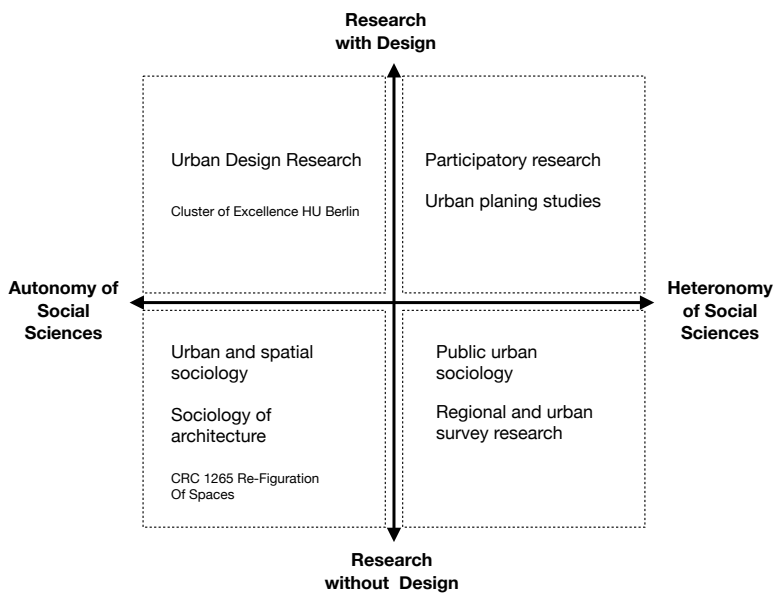 Research
with Design
Urban Design Research
Cluster of Excellence HU Berlin
Participatory research
Urban planing studies
Autonomy of
Social
Sciences
Heteronomy
of Social
Sciences
Urban and spatial
sociology
Sociology of
architecture
CRC 1265 Re-Figuration
Of Spaces
Public urban
sociology
Regional and urban
survey research
Research
without Design